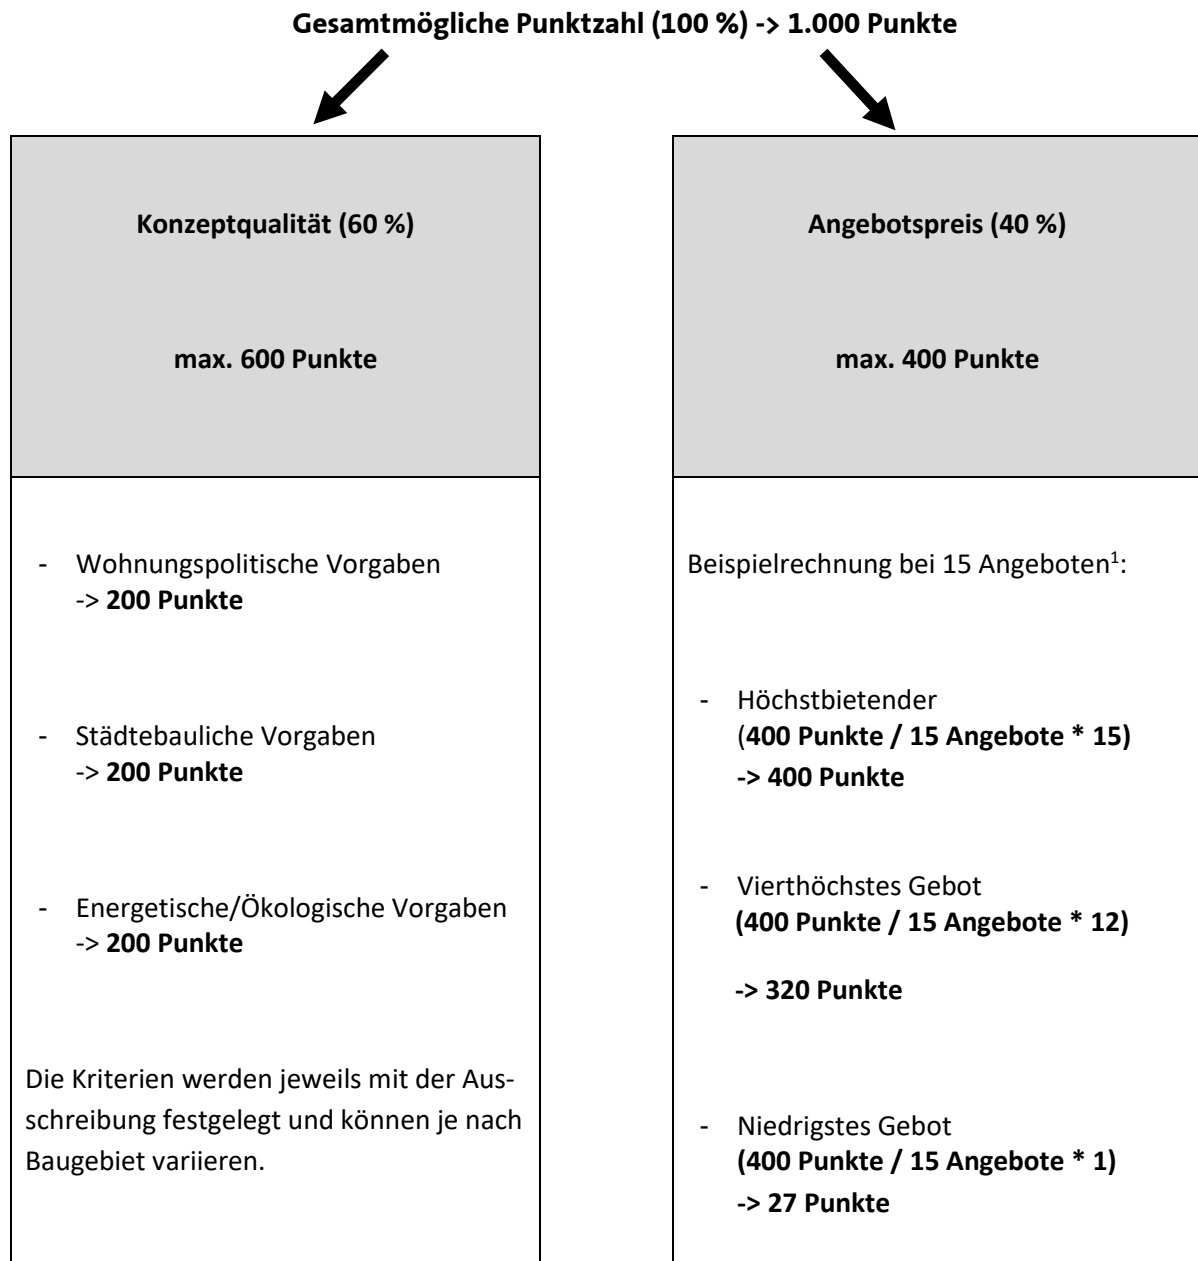 Gesamtmögliche Punktzahl (100 %) -> 1.000 Punkte
Konzeptqualität (60 %)
max. 600 Punkte
- Wohnungspolitische Vorgaben
-> 200 Punkte
- Städtebauliche Vorgaben
-> 200 Punkte
- Energetische/Ökologische Vorgaben
-> 200 Punkte
Die Kriterien werden jeweils mit der Aus-
schreibung festgelegt und können je nach
Baugebiet variieren.
Angebotspreis (40 %)
max. 400 Punkte
Beispielrechnung bei 15 Angeboten¹:
- Höchstbietender
(400 Punkte / 15 Angebote * 15)
-> 400 Punkte
- Vierthöchstes Gebot
(400 Punkte / 15 Angebote * 12)
-> 320 Punkte
- Niedrigstes Gebot
(400 Punkte / 15 Angebote * 1)
-> 27 Punkte